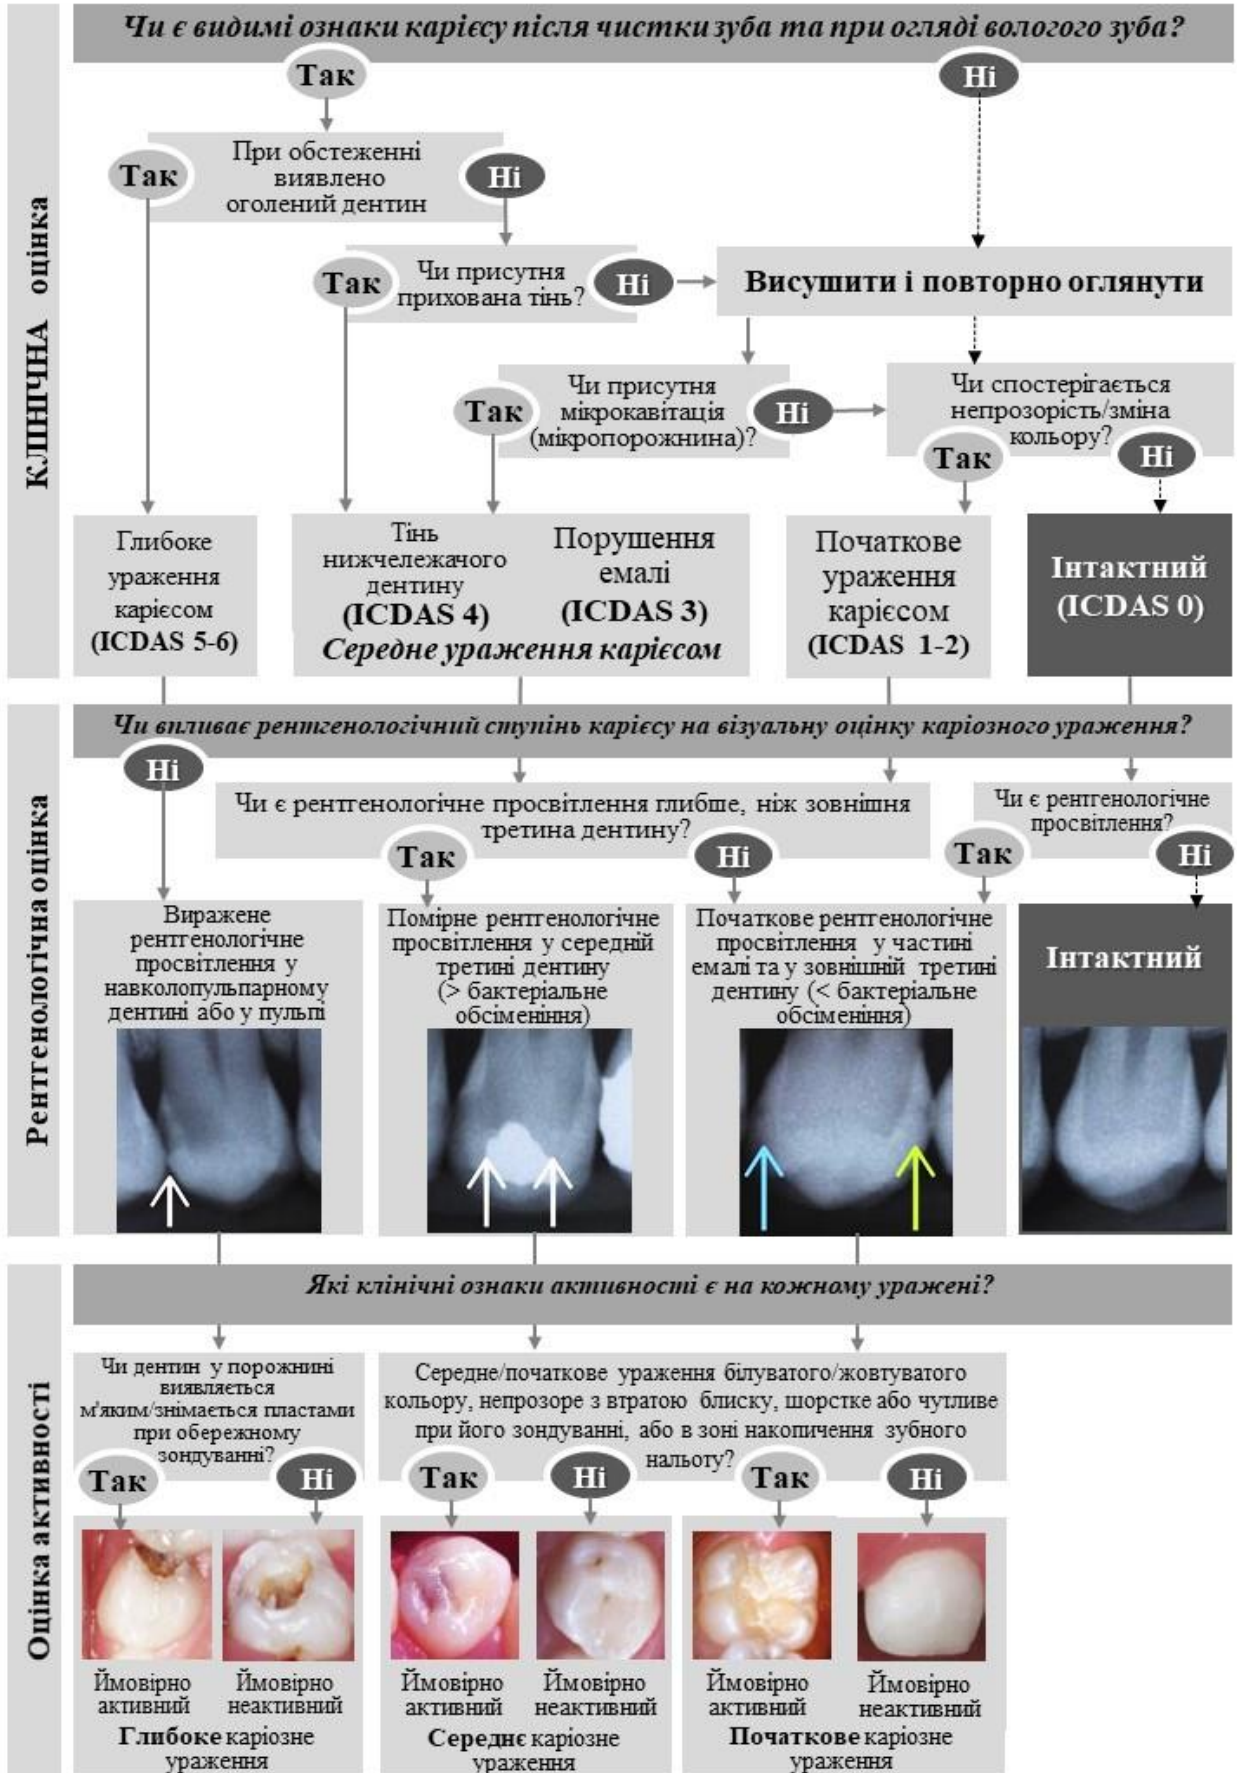 Чи є видимі ознаки карієсу після чистки зуба та при огляді вологого зуба?
Так
Ні
КЛІНІЧНА оцінка
При обстеженні
виявлено
оголений дентин
Так
Ні
Чи присутня
прихована тінь?
Так
Ні
Висушити і повторно оглянути
Чи присутня
мікрокавітація
(мікропорожнина)?
Так
Ні
Чи спостерігається
непрозорість/зміна
кольору?
Так
Ні
Глибоке
ураження
карієсом
(ICDAS 5-6)
Тінь
нижчележачого
дентину
(ICDAS 4)
Порушення
емалі
(ICDAS 3)
Середне ураження карієсом
Початкове
ураження
карієсом
(ICDAS 1-2)
Інтактний
(ICDAS 0)
Рентгенологічна оцінка
Чи впливає рентгенологічний ступінь карієсу на візуальну оцінку каріозного ураження?
Ні
Чи є рентгенологічне просвітлення глибше, ніж зовнішня
третина дентину?
Так
Ні
Чи є рентгенологічне
просвітлення?
Так
Ні
Виражене
рентгенологічне
просвітлення у
навколопульпарному
дентині або у пульпі
Помірне рентгенологічне
просвітлення у середній
третині дентину
(> бактеріальне
обсіменіння)
Початкове рентгенологічне
просвітлення у частині
емалі та у зовнішній третині
дентину (< бактеріальне
обсіменіння)
Інтактний
Оцінка активності
Які клінічні ознаки активності є на кожному уражені?
Чи дентин у порожнині
виявляється
м'яким/знімається пластами
при обережному
зондуванні?
Так
Ні
Середне/початкове ураження білуватого/жовтуватого
кольору, непрозоре з втратою блиску, шорстке або чутливе
при його зондуванні, або в зоні накопичення зубного
нальоту?
Так
Ні
Так
Ні
Ймовірно
активний
Ймовірно
неактивний
Глибоке каріозне
ураження
Ймовірно
активний
Ймовірно
неактивний
Середнє каріозне
ураження
Ймовірно
активний
Ймовірно
неактивний
Початкове каріозне
ураження